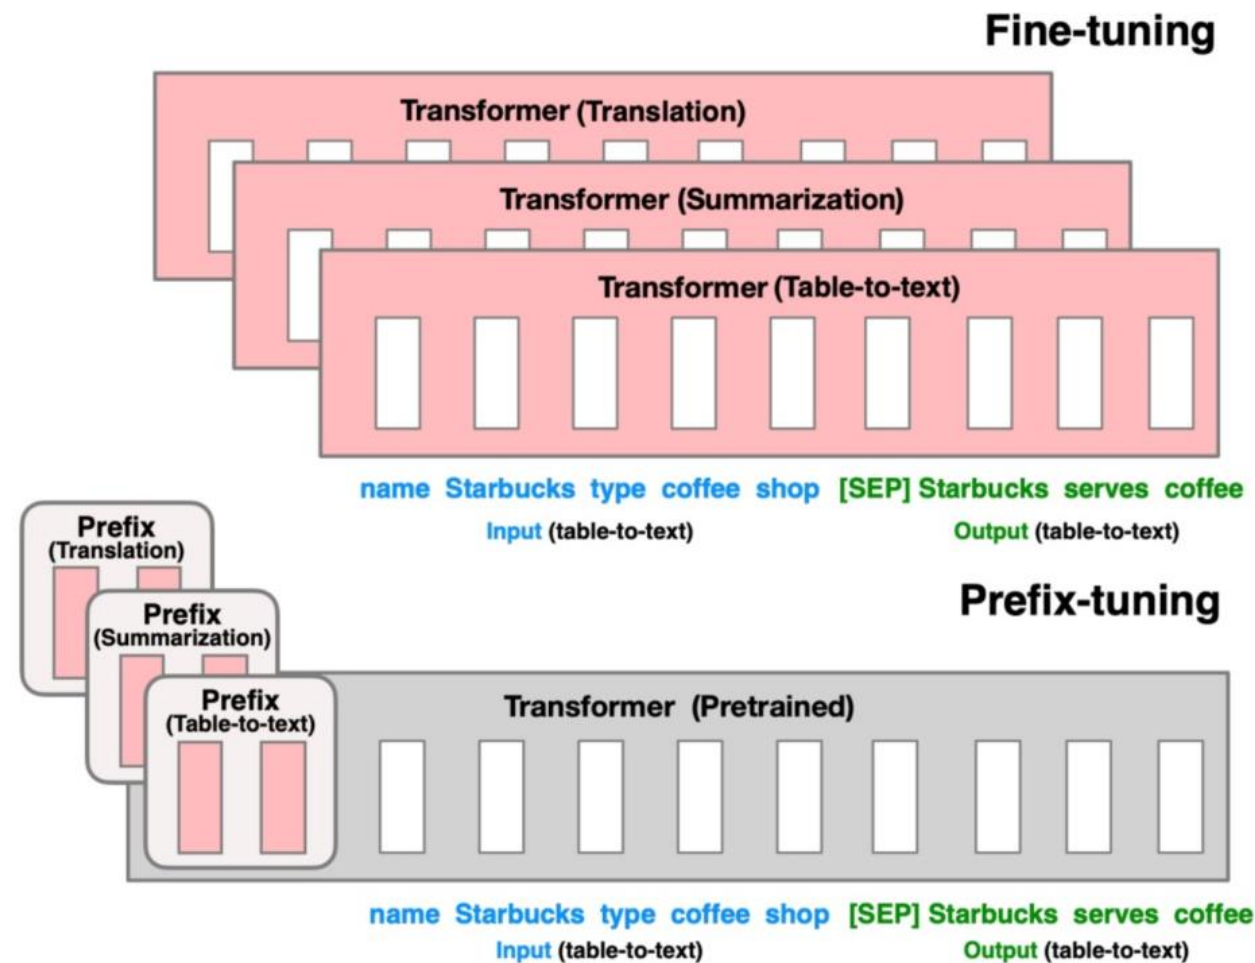 Fine-tuning
Transformer (Translation)
Transformer (Summarization)
Transformer (Table-to-text)
name Starbucks type coffee shop [SEP] Starbucks serves coffee
Input (table-to-text) Output (table-to-text)
Prefix
(Translation)
Prefix-tuning
Prefix
(Summarization)
Prefix
(Table-to-text)
Transformer (Pretrained)
name Starbucks type coffee shop [SEP] Starbucks serves coffee
Input (table-to-text) Output (table-to-text)